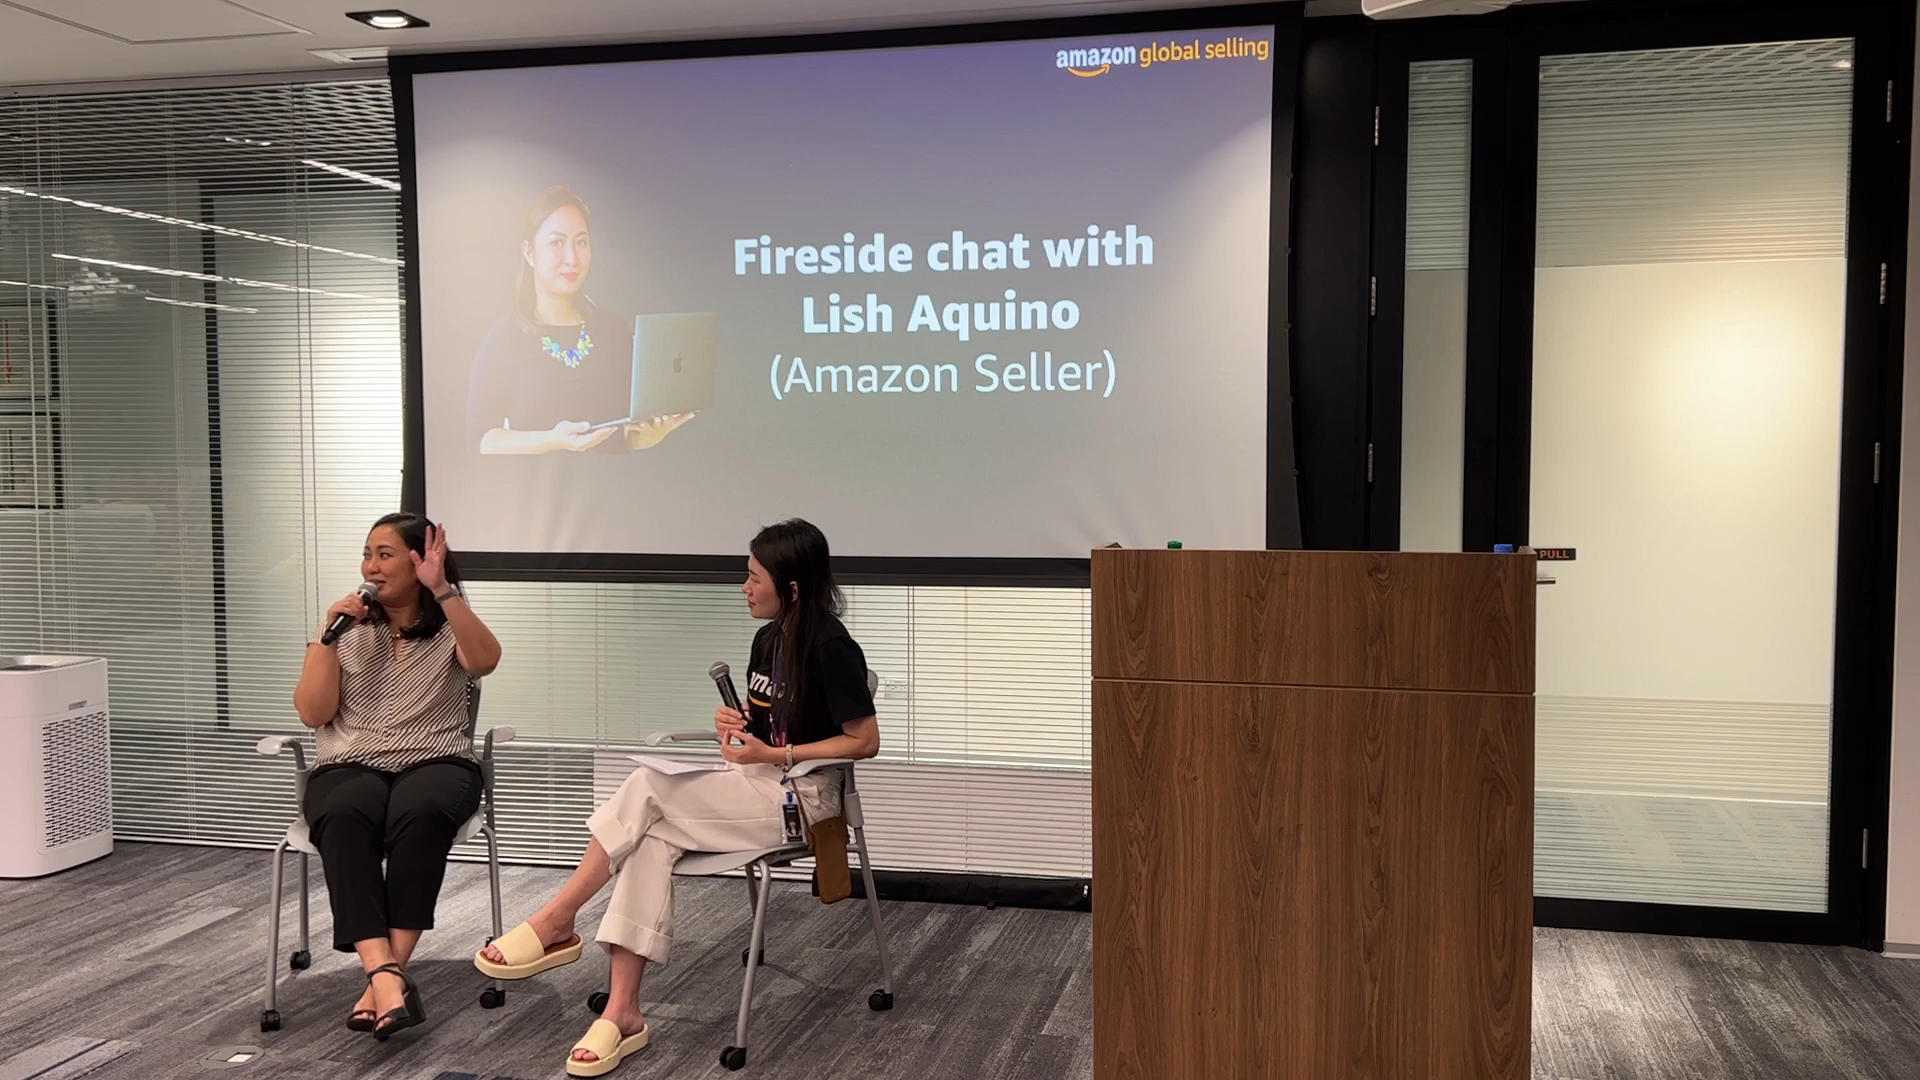 amazon global selling
Fireside chat with
Lish Aquino
(Amazon Seller)
PULL